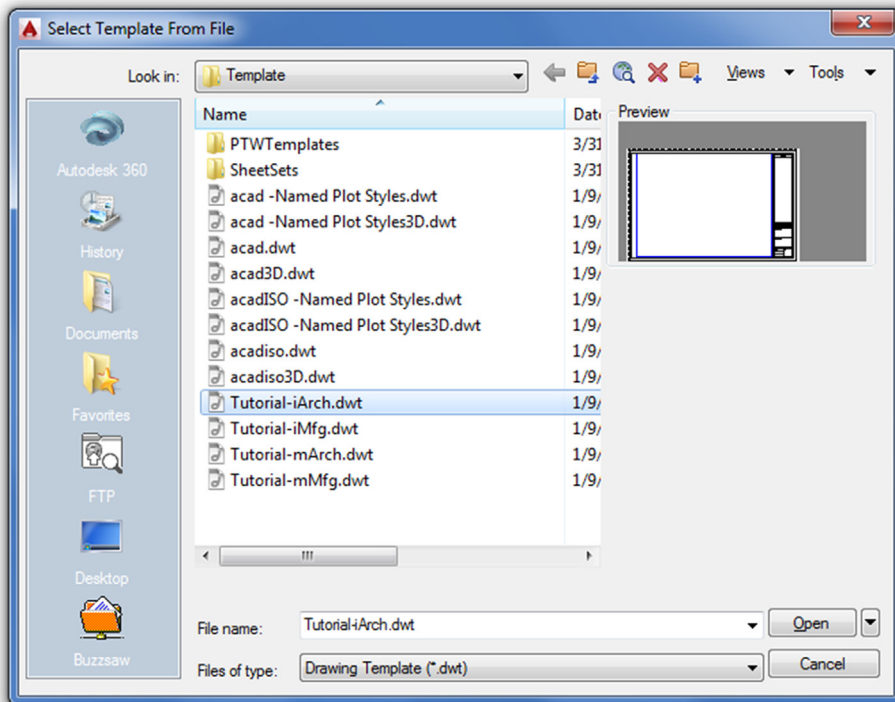 Select Template From File
Look in: Template Views Tools
Autodesk 360
History
Documents
Favorites
FTP
Desktop
Buzzsaw
Name Date
PTWTemplates 3/31
SheetSets 3/31
acad -Named Plot Styles.dwt 1/9/
acad -Named Plot Styles3D.dwt 1/9/
acad.dwt 1/9/
acad3D.dwt 1/9/
acadISO -Named Plot Styles.dwt 1/9/
acadISO -Named Plot Styles3D.dwt 1/9/
acadiso.dwt 1/9/
acadiso3D.dwt 1/9/
Tutorial-iArch.dwt 1/9/
Tutorial-iMfg.dwt 1/9/
Tutorial-mArch.dwt 1/9/
Tutorial-mMfg.dwt 1/9/
Preview
File name: Tutorial-iArch.dwt Open
Files of type: Drawing Template (*.dwt) Cancel